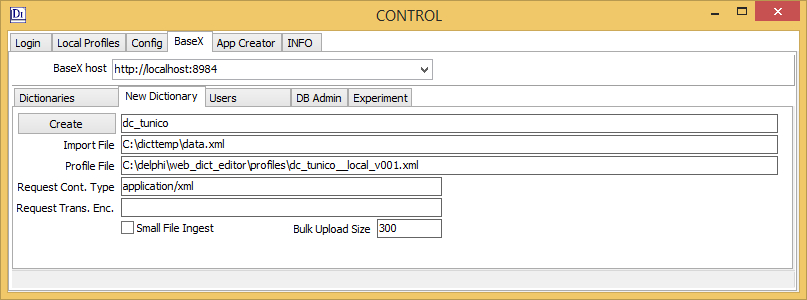 DI CONTROL
Login Local Profiles Config BaseX App Creator INFO
BaseX host http://localhost:8984
Dictionaries New Dictionary Users DB Admin Experiment
Create dc_tunico
Import File C:\dicttemp\data.xml
Profile File C:\delphi\web_dict_editor\profiles\dc_tunico__local_v001.xml
Request Cont. Type application/xml
Request Trans. Enc.
Small File Ingest Bulk Upload Size 300